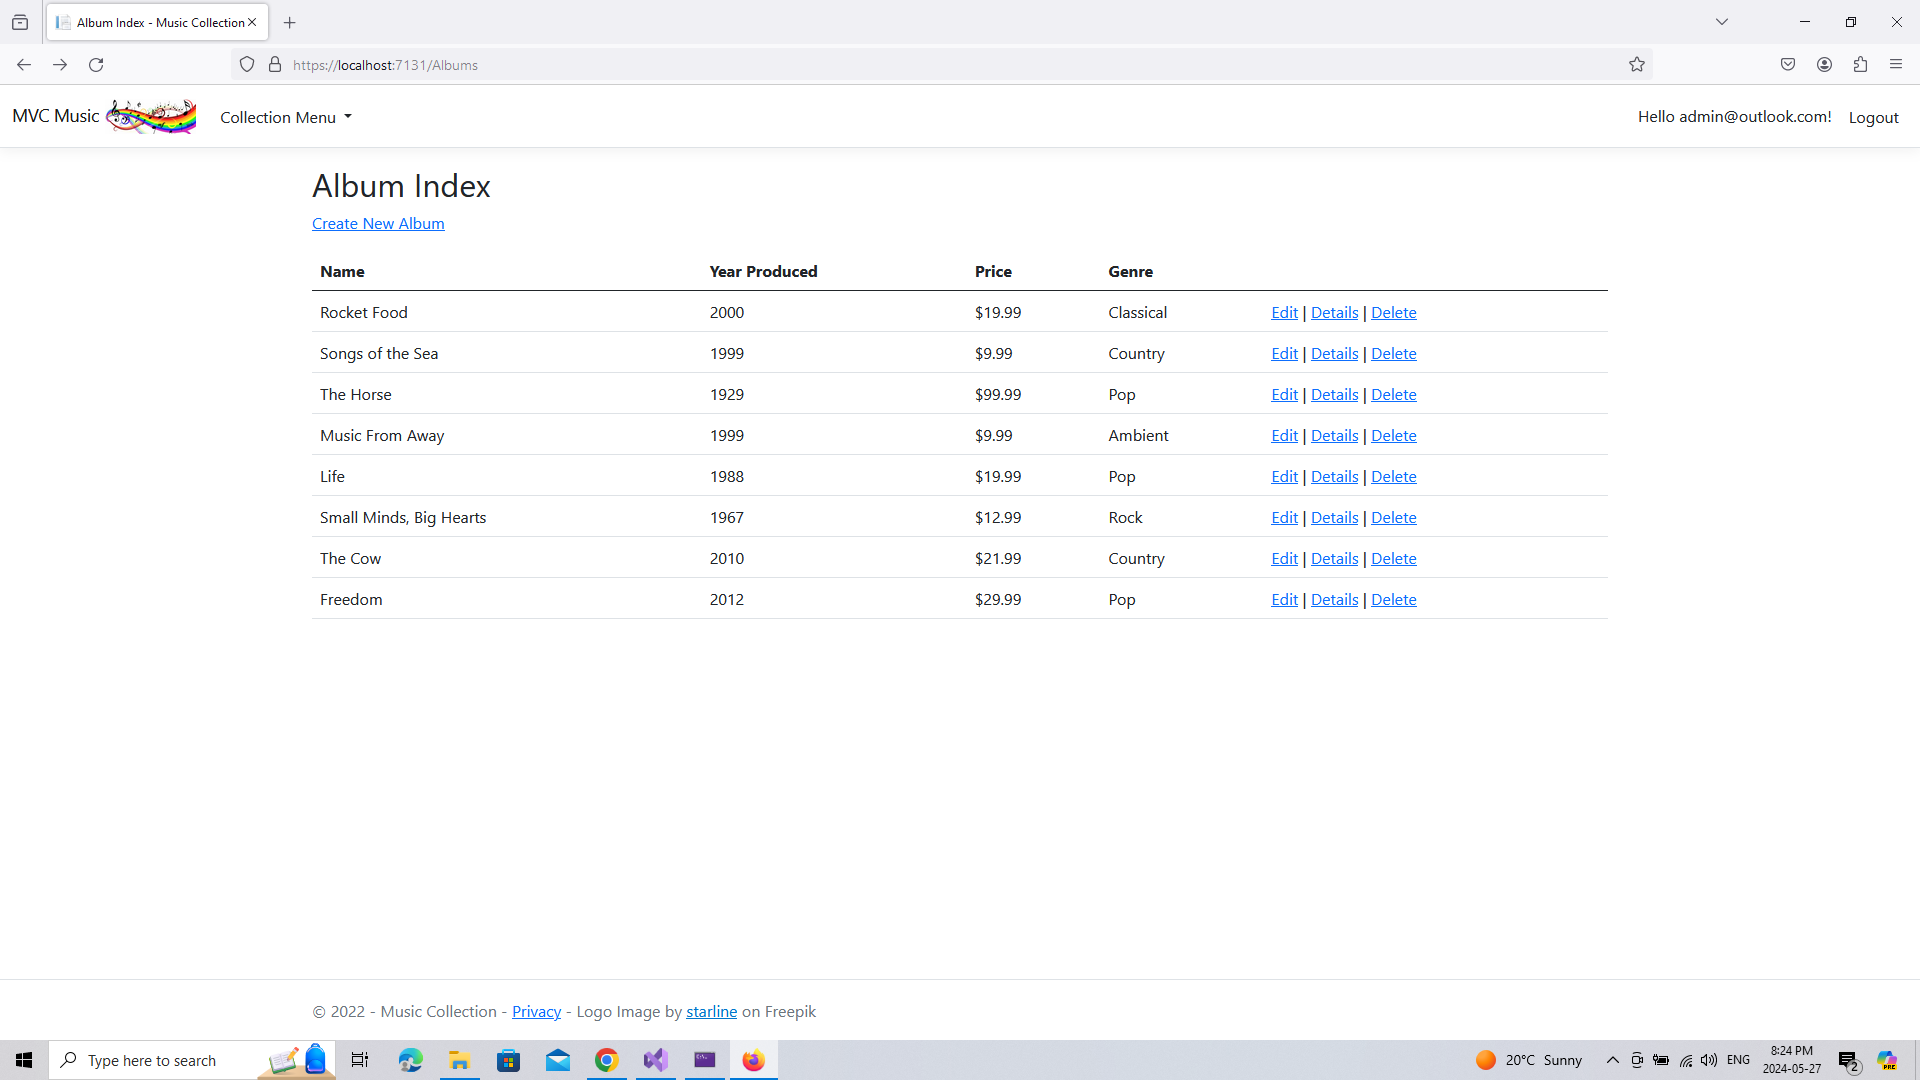 Album Index - Music Collection
https://localhost:7131/Albums
MVC Music Collection Menu Hello admin@outlook.com! Logout
Album Index
Create New Album
Name Year Produced Price Genre
Rocket Food 2000 $19.99 Classical Edit | Details | Delete
Songs of the Sea 1999 $9.99 Country Edit | Details | Delete
The Horse 1929 $99.99 Pop Edit | Details | Delete
Music From Away 1999 $9.99 Ambient Edit | Details | Delete
Life 1988 $19.99 Pop Edit | Details | Delete
Small Minds, Big Hearts 1967 $12.99 Rock Edit | Details | Delete
The Cow 2010 $21.99 Country Edit | Details | Delete
Freedom 2012 $29.99 Pop Edit | Details | Delete
© 2022 - Music Collection - Privacy - Logo Image by starline on Freepik
Type here to search 20°C Sunny ENG 8:24 PM 2 PRE
2024-05-27